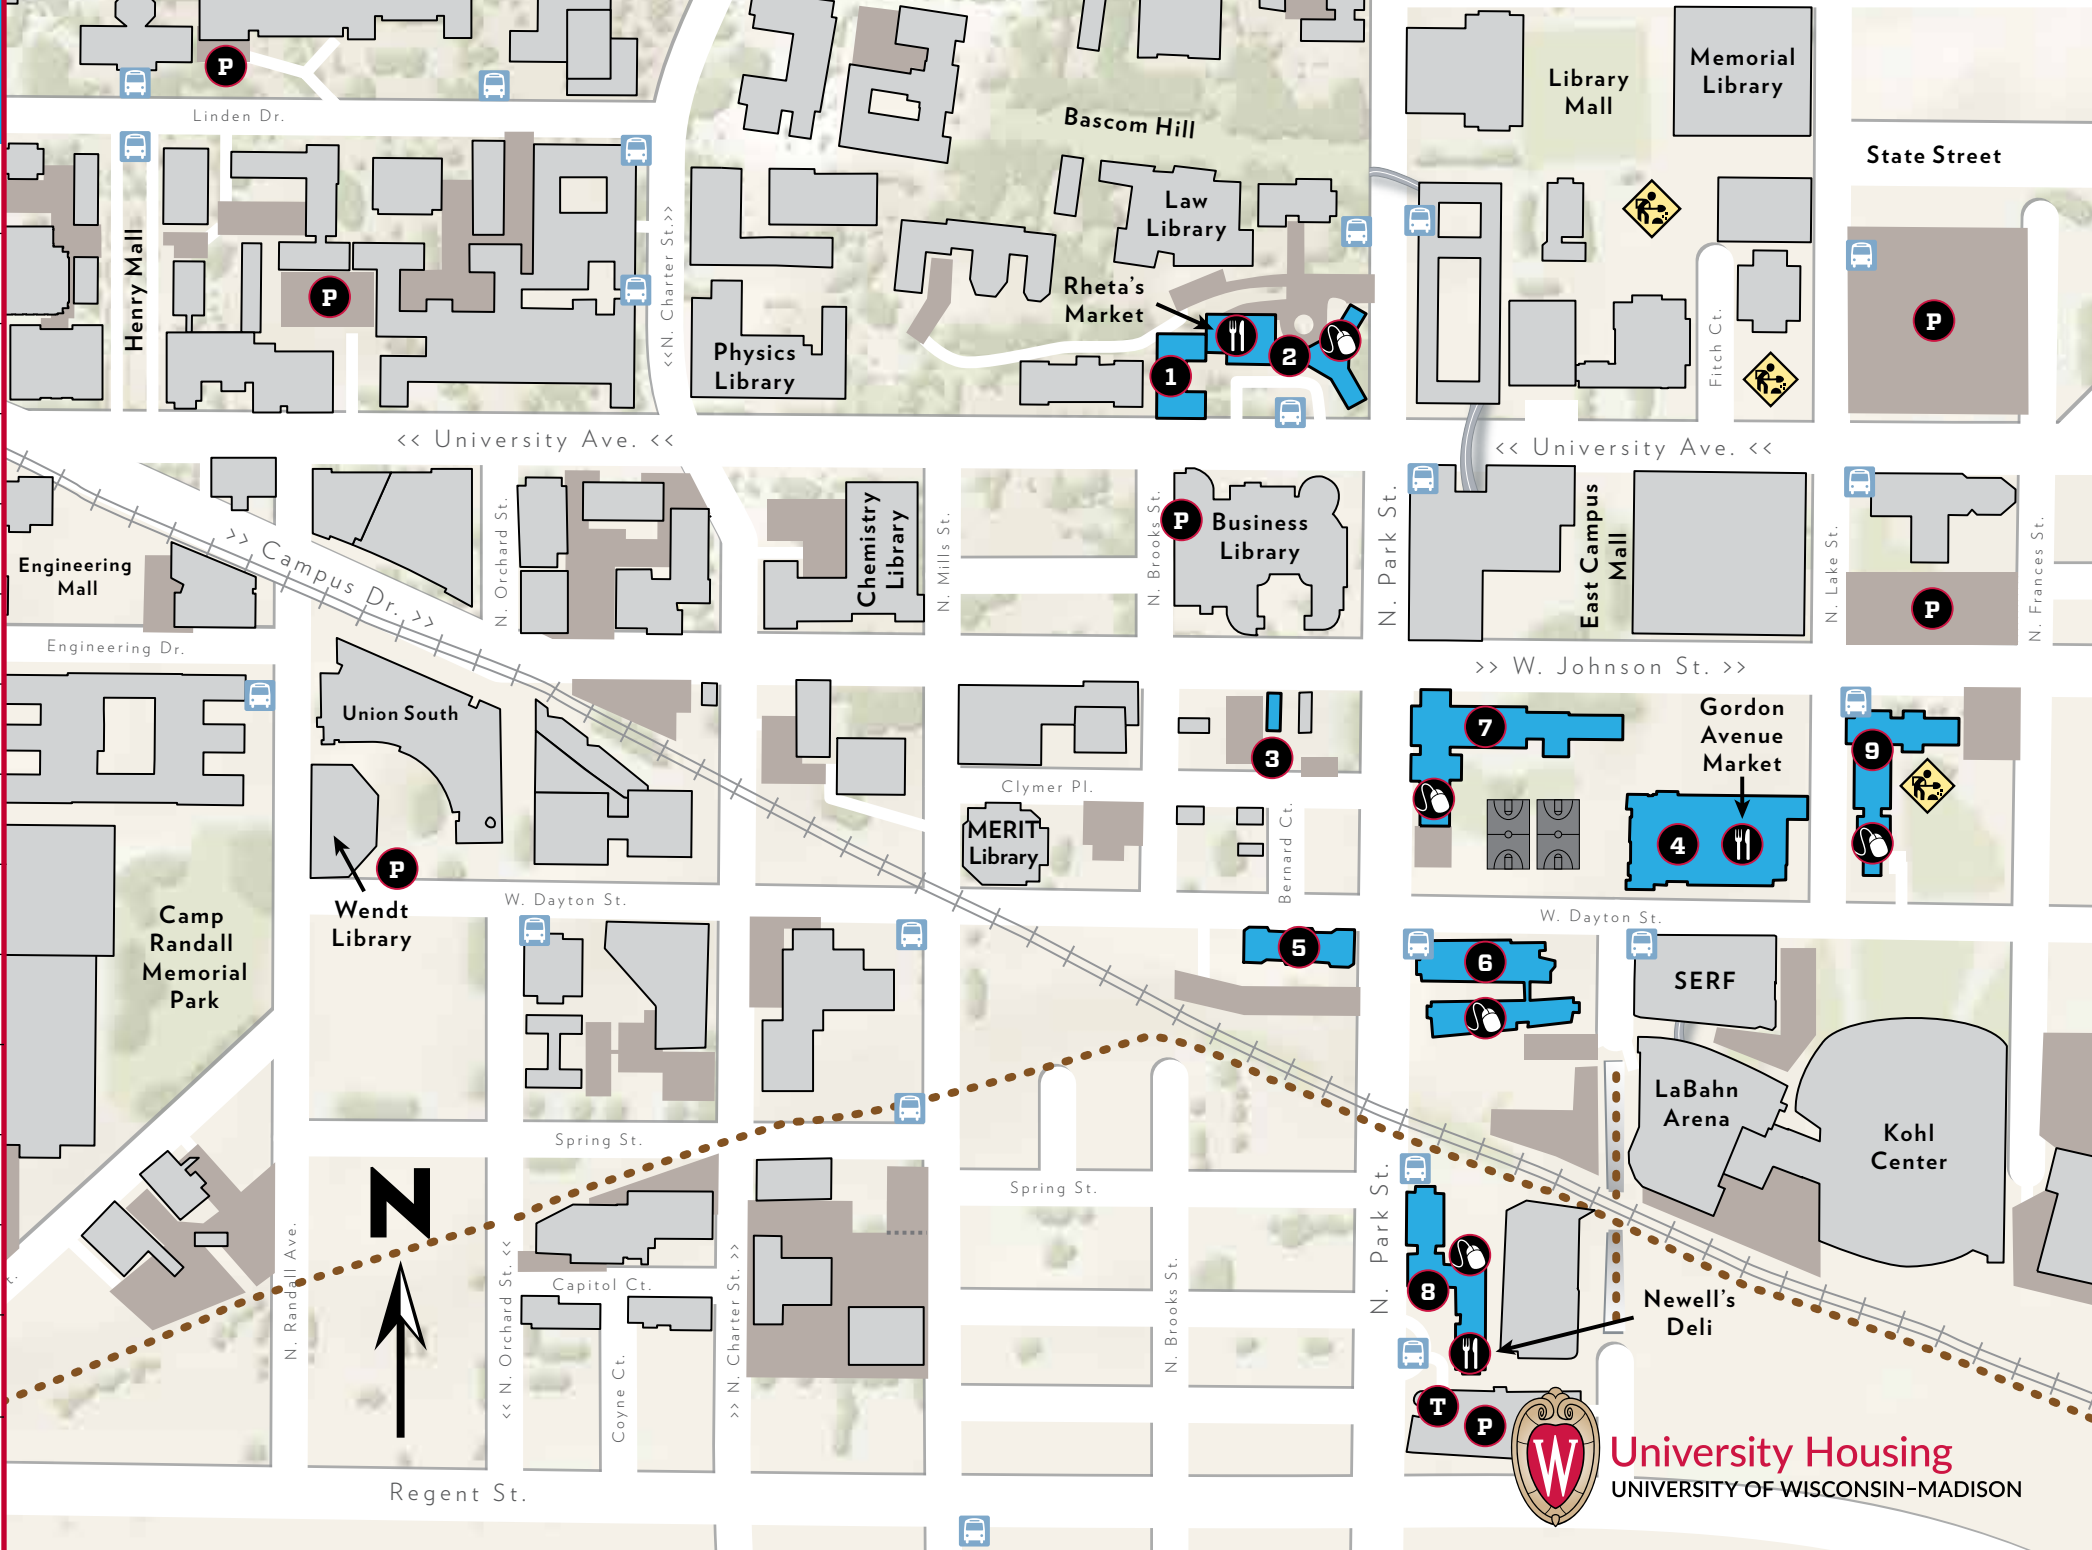 P
Linden Dr.
Henry Mall
P
<<N. Charter St.>>
Bascom Hill
Library
Mall
Memorial
Library
State Street
Law
Library
Rheta's
Market
1
2
Physics
Library
Fitch Ct.
P
<< University Ave. <<
<< University Ave. <<
Engineering
Mall
>> Campus Dr. >>
N. Orchard St.
Chemistry
Library
N. Mills St.
N. Brooks St.
P
Business
Library
N. Park St.
East Campus
Mall
N. Lake St.
P
N. Frances St.
Engineering Dr.
>> W. Johnson St. >>
Union South
3
7
Gordon
Avenue
Market
9
Clymer Pl.
MERIT
Library
Bernard Ct.
4
P
Wendt
Library
W. Dayton St.
W. Dayton St.
Camp
Randall
Memorial
Park
5
6
SERF
LaBahn
Arena
Kohl
Center
Spring St.
Spring St.
N
N. Randall Ave.
<< N. Orchard St. <<
Capitol Ct.
Coyne Ct.
>> N. Charter St. >>
N. Brooks St.
N. Park St.
8
Newell's
Deli
t.
T
P
W
University Housing
UNIVERSITY OF WISCONSIN–MADISON
Regent St.